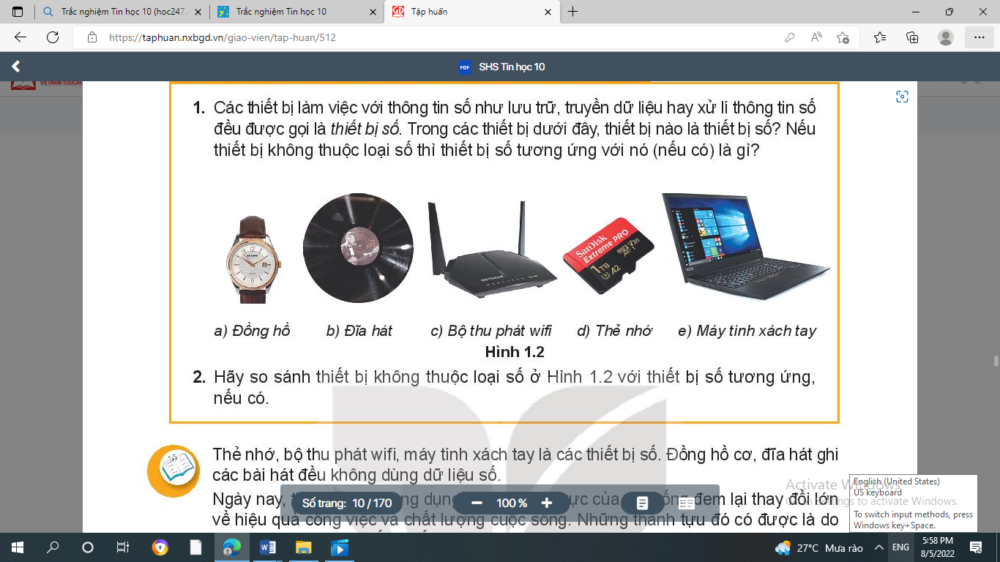 Trắc nghiệm Tin học 10 (hoc247.
Trắc nghiệm Tin học 10
Tập huấn
https://taphuan.nxbgd.vn/giao-vien/tap-huan/512
PDF SHS Tin học 10
1. Các thiết bị làm việc với thông tin số như lưu trữ, truyền dữ liệu hay xử lí thông tin số
đều được gọi là thiết bị số. Trong các thiết bị dưới đây, thiết bị nào là thiết bị số? Nếu
thiết bị không thuộc loại số thì thiết bị số tương ứng với nó (nếu có) là gì?
NETGEAR
SanDisk
Extreme PRO
1TB
microSD
XC I
V30
U3 A2
a) Đồng hồ b) Đĩa hát c) Bộ thu phát wifi d) Thẻ nhớ e) Máy tính xách tay
Hình 1.2
2. Hãy so sánh thiết bị không thuộc loại số ở Hình 1.2 với thiết bị số tương ứng,
nếu có.
Thẻ nhớ, bộ thu phát wifi, máy tính xách tay là các thiết bị số. Đồng hồ cơ, đĩa hát ghi
các bài hát đều không dùng dữ liệu số.
Ngày nay, đem lại thay đổi lớn
Số trang: 10 / 170 100 %
về hiệu quả công việc và chất lượng cuộc sống. Những thành tựu đó có được là do
Activate Windows
to activate Windows.
English (United States)
US keyboard
To switch input methods, press
Windows key+Space.
27°C Mưa rào ENG 5:58 PM
8/5/2022